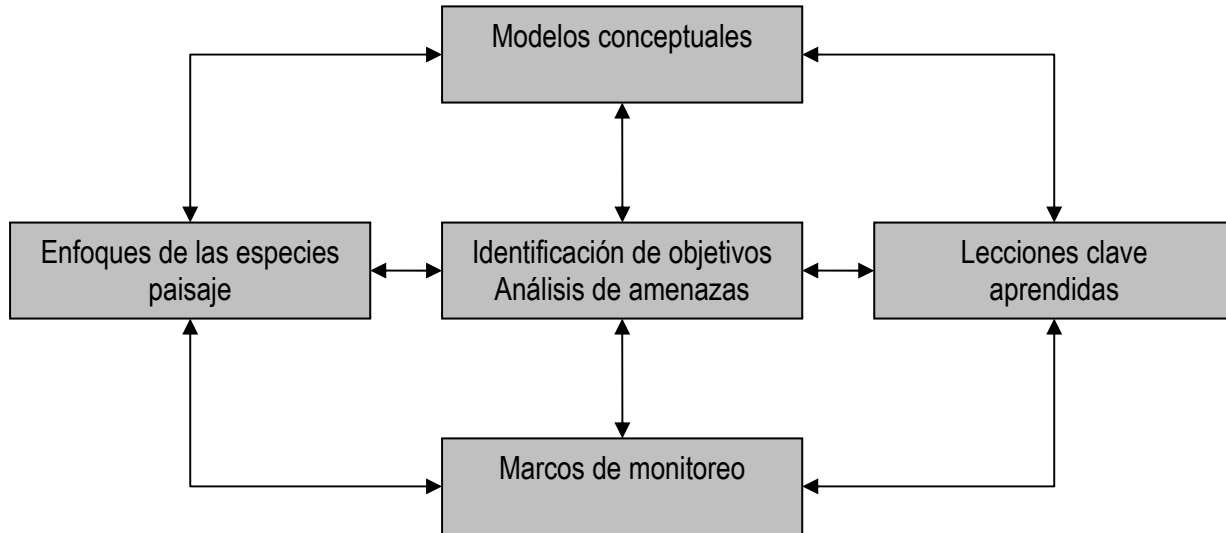 Modelos conceptuales
Enfoques de las especies
paisaje
Identificación de objetivos
Análisis de amenazas
Lecciones clave
aprendidas
Marcos de monitoreo